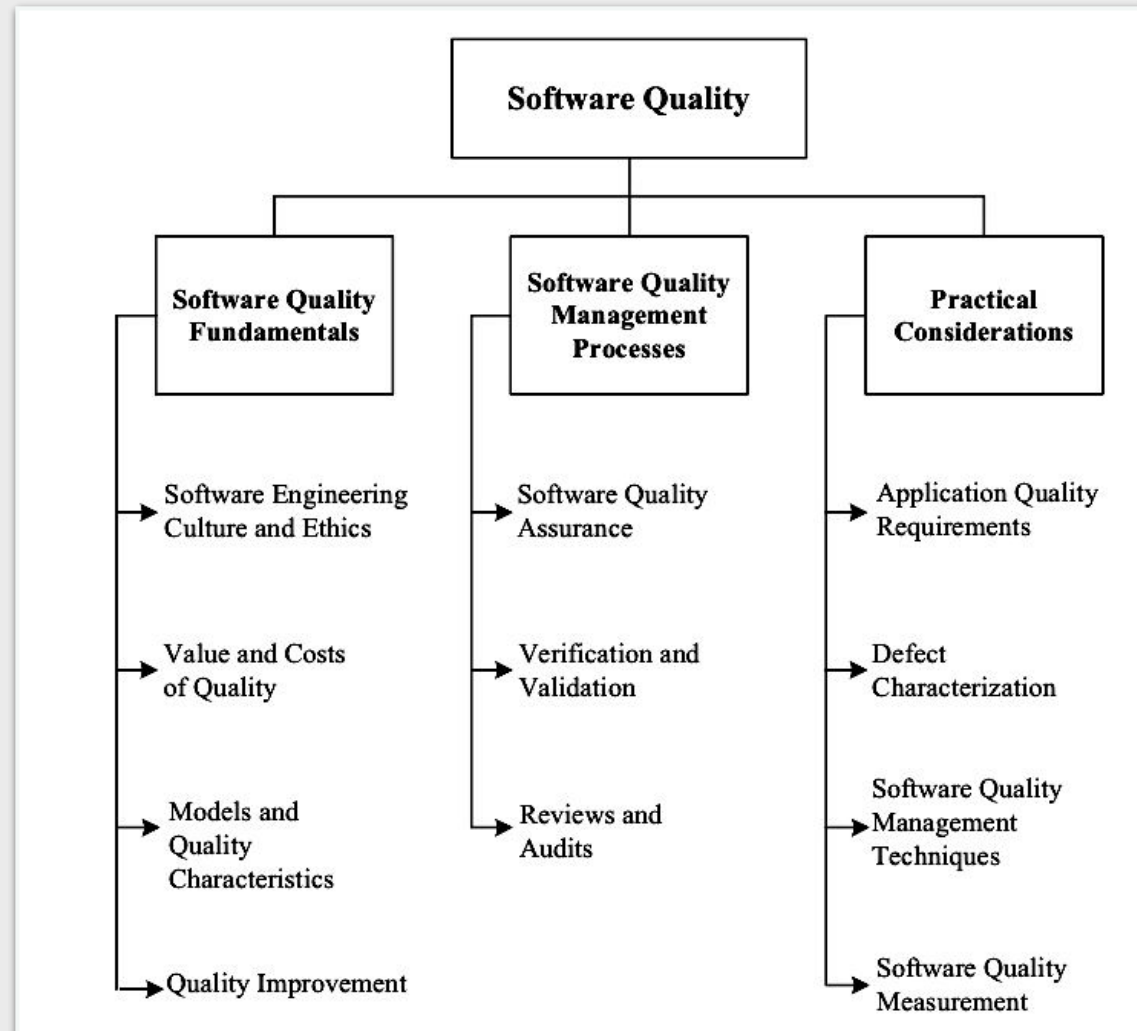 Software Quality
Software Quality
Fundamentals
Software Engineering
Culture and Ethics
Value and Costs
of Quality
Models and
Quality
Characteristics
Quality Improvement
Software Quality
Management
Processes
Software Quality
Assurance
Verification and
Validation
Reviews and
Audits
Practical
Considerations
Application Quality
Requirements
Defect
Characterization
Software Quality
Management
Techniques
Software Quality
Measurement